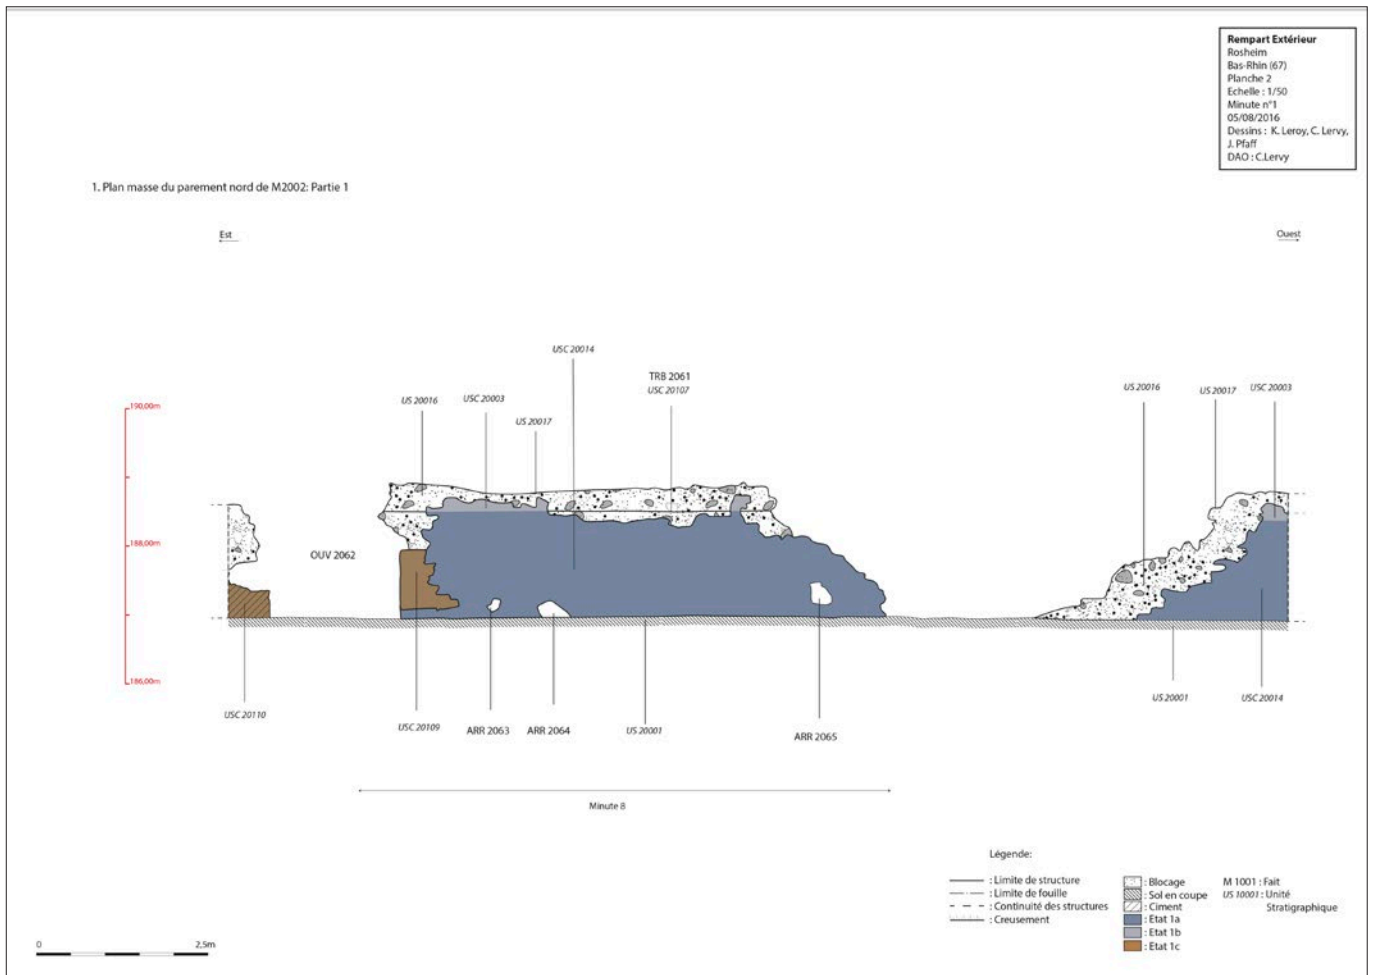 Rempart Extérieur
Rosheim
Bas-Rhin (67)
Planche 2
Echelle : 1/50
Minute n°1
05/08/2016
Dessins : K. Leroy, C. Lervy,
J. Pfaff
DAO : C.Lervy
1. Plan masse du parement nord de M2002: Partie 1
Est
Ouest
USC 20014
TRB 2061
USC 20107
US 20016
USC 20003
US 20017
US 20016
US 20017
USC 20003
190,00m
188,00m
186,00m
OUV 2062
USC 20110
USC 20109
ARR 2063
ARR 2064
US 20001
ARR 2065
US 20001
USC 20014
Minute 8
Légende:
: Limite de structure
: Limite de fouille
: Continuité des structures
: Creusement
: Blocage
: Sol en coupe
: Ciment
: Etat 1a
: Etat 1b
: Etat 1c
M 1001 : Fait
US 10001 : Unité
Stratigraphique
0
2,5m